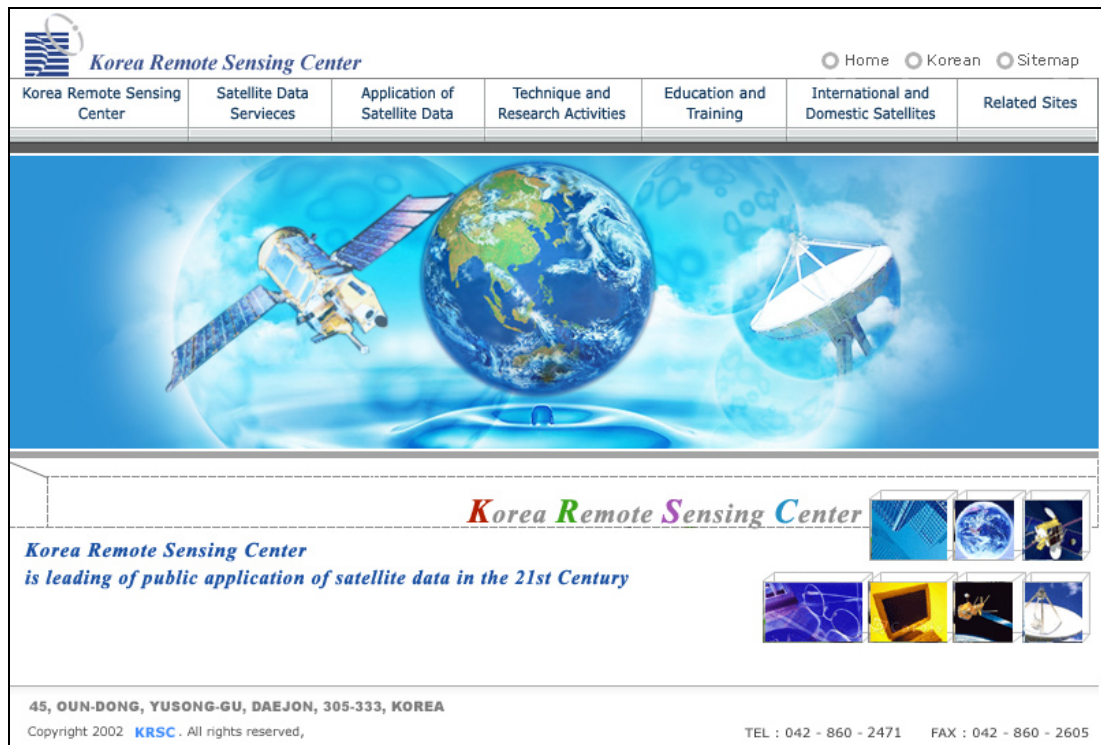 Korea Remote Sensing Center
Home Korean Sitemap
Korea Remote Sensing Center
Satellite Data Servieces
Application of Satellite Data
Technique and Research Activities
Education and Training
International and Domestic Satellites
Related Sites
Korea Remote Sensing Center
Korea Remote Sensing Center
is leading of public application of satellite data in the 21st Century
45, OUN-DONG, YUSONG-GU, DAEJON, 305-333, KOREA
Copyright 2002 KRSC . All rights reserved,
TEL : 042 - 860 - 2471 FAX : 042 - 860 - 2605